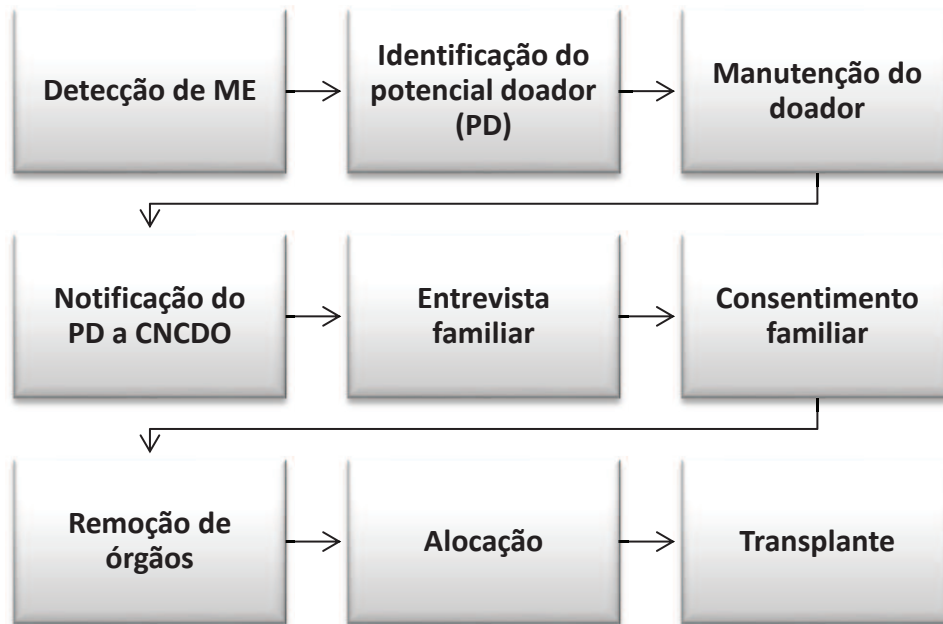 Detecção de ME
Identificação do
potencial doador
(PD)
Manutenção do
doador
Notificação do
PD a CNCDO
Entrevista
familiar
Consentimento
familiar
Remoção de
órgãos
Alocação
Transplante